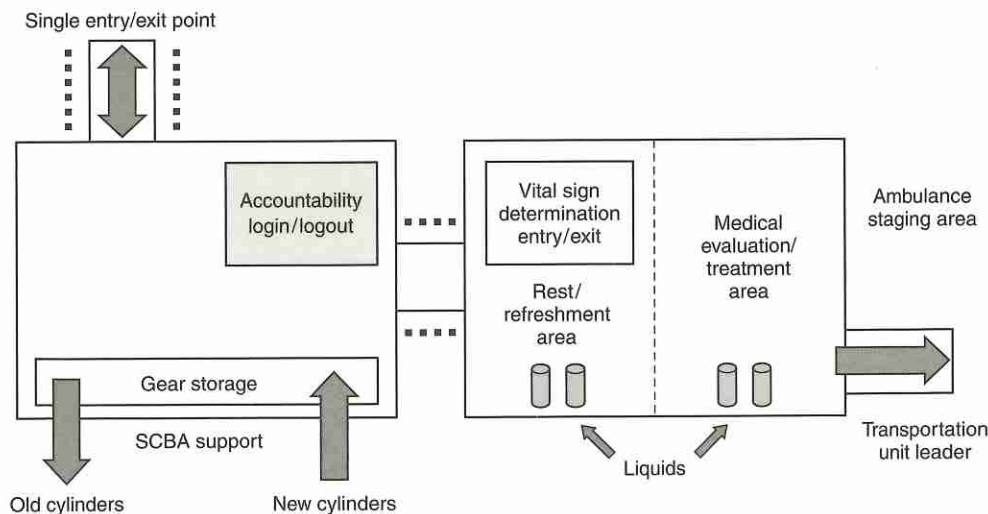 Single entry/exit point
Accountability
login/logout
Vital sign
determination
entry/exit
Rest/
refreshment
area
Medical
evaluation/
treatment
area
Ambulance
staging area
Gear storage
SCBA support
Old cylinders
New cylinders
Liquids
Transportation
unit leader